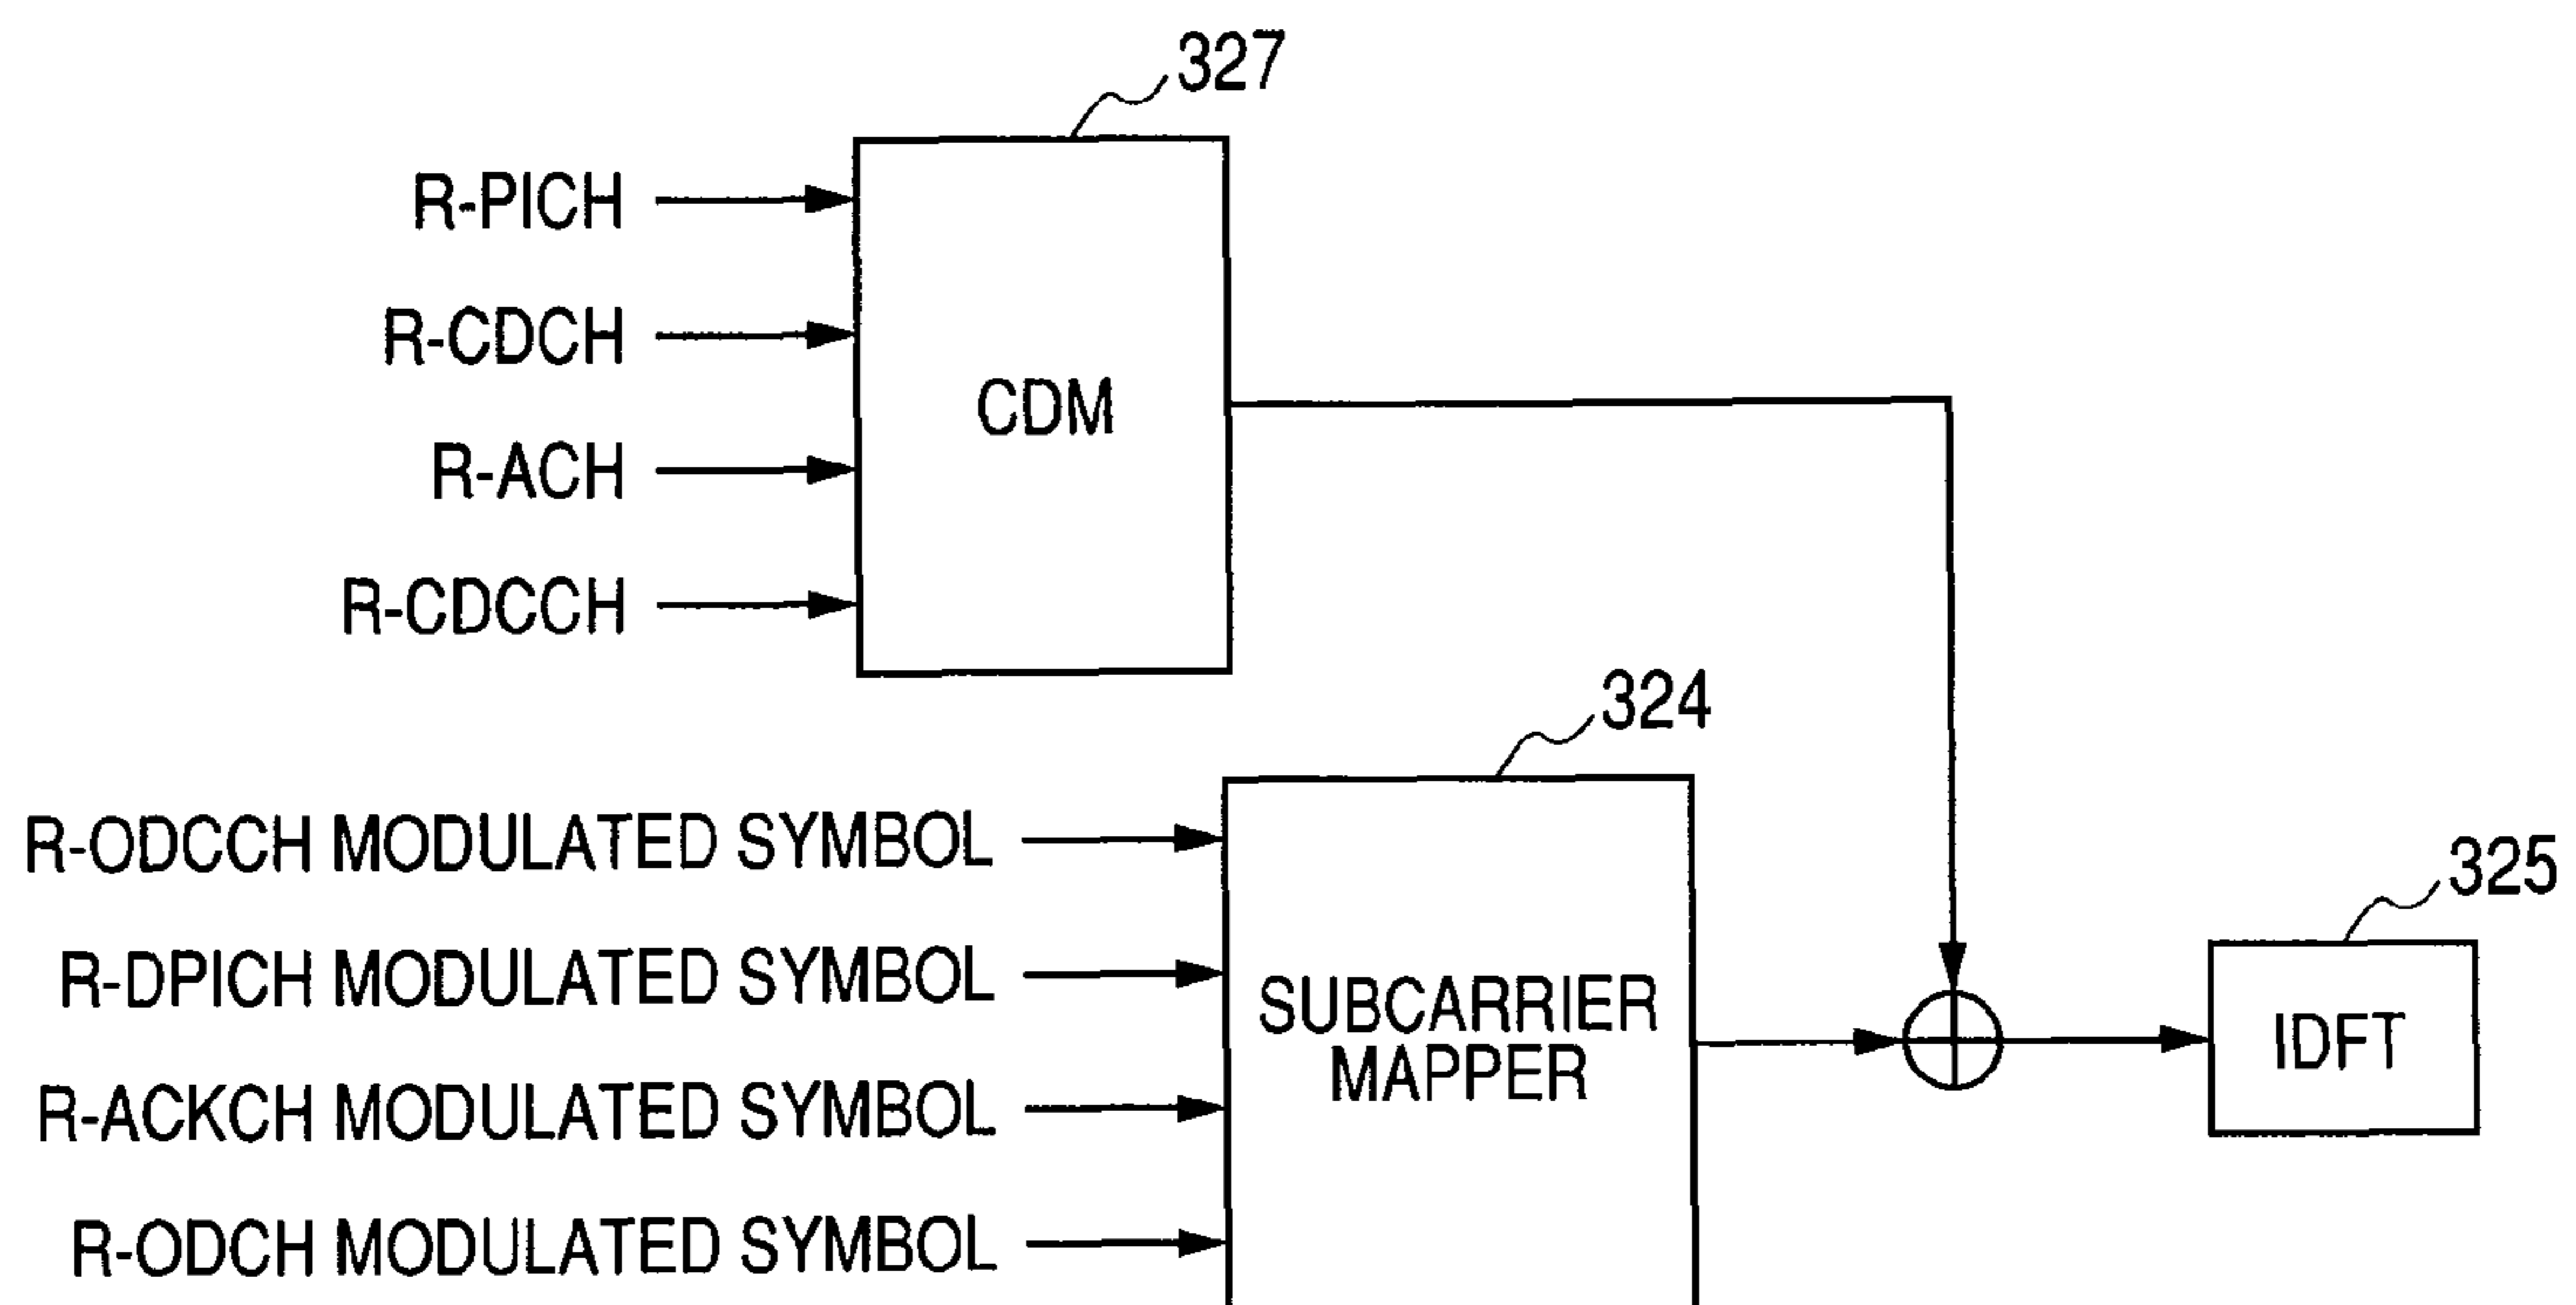 327
R-PICH
R-CDCH
CDM
R-ACH
R-CDCCH
324
R-ODCCH MODULATED SYMBOL
325
R-DPICH MODULATED SYMBOL
SUBCARRIER
MAPPER
IDFT
R-ACKCH MODULATED SYMBOL
R-ODCH MODULATED SYMBOL